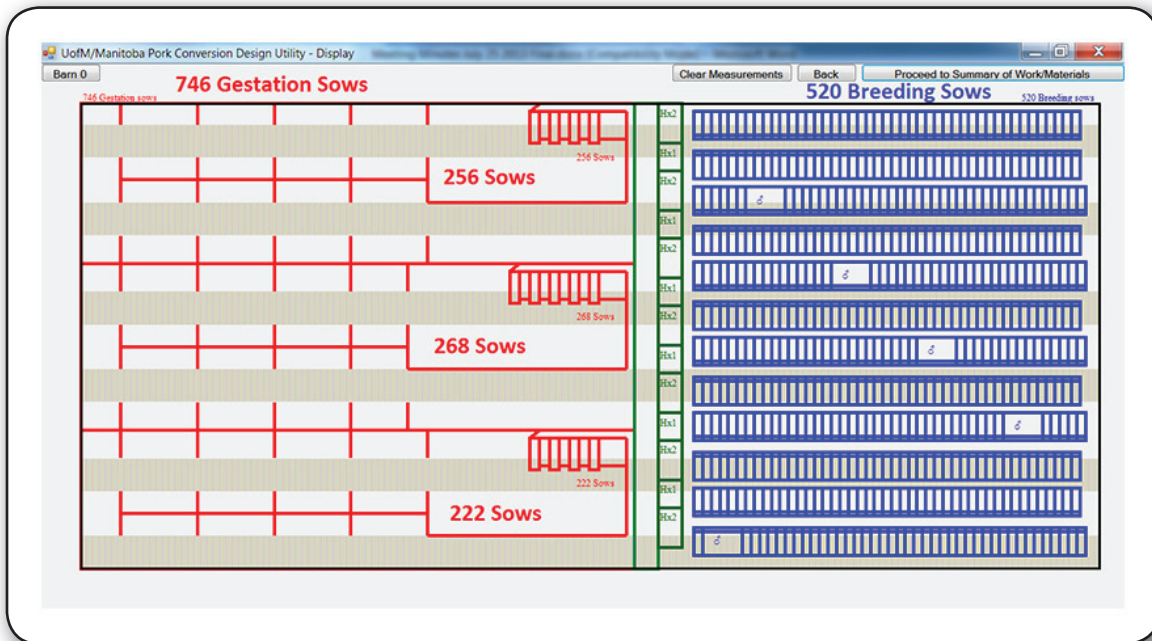 UofM/Manitoba Pork Conversion Design Utility - Display
Barn 0
Clear Measurements
Back
Proceed to Summary of Work/Materials
746 Gestation Sows
520 Breeding Sows
746 Gestation sows
520 Breeding sows
Hx2
256 Sows
Hx1
256 Sows
Hx2
♂
Hx1
Hx2
♂
Hx1
268 Sows
Hx2
268 Sows
Hx1
♂
Hx2
Hx1
♂
Hx2
222 Sows
Hx1
222 Sows
Hx2
♂